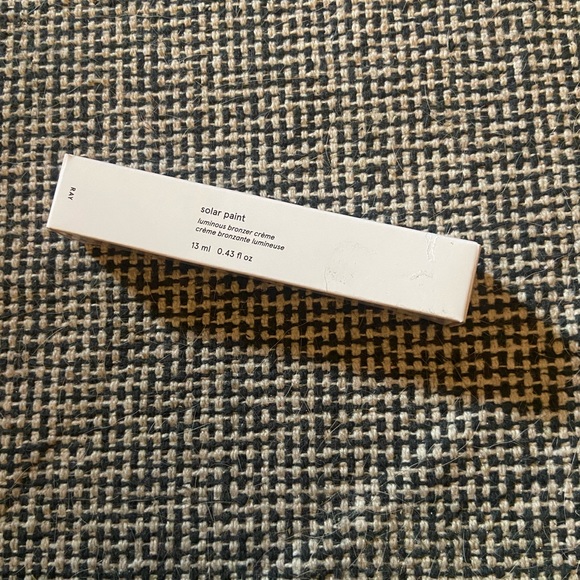 RAY
solar paint
luminous bronzer crème
crème bronzante lumineuse
13 ml 0.43 fl oz